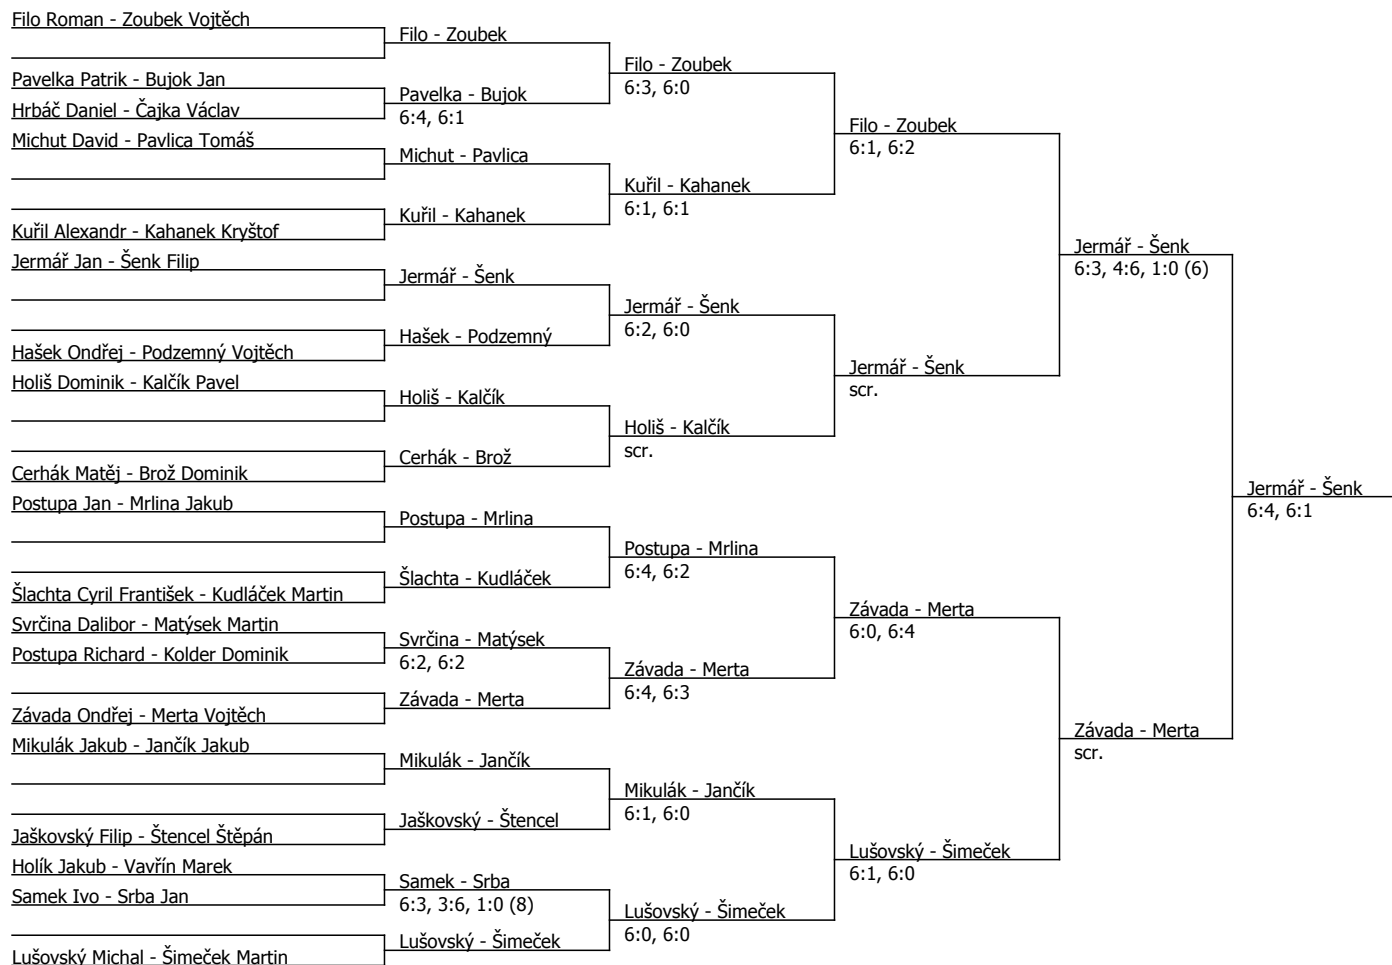 Filo Roman - Zoubek Vojtěch
Pavelka Patrik - Bujok Jan
Hrbáč Daniel - Čajka Václav
Michut David - Pavlica Tomáš
Kuřil Alexandr - Kahanek Kryštof
Jermář Jan - Šenk Filip
Hašek Ondřej - Podzemný Vojtěch
Holiš Dominik - Kalčík Pavel
Cerhák Matěj - Brož Dominik
Postupa Jan - Mrlina Jakub
Šlachta Cyril František - Kudláček Martin
Svrčina Dalibor - Matýsek Martin
Postupa Richard - Kolder Dominik
Závada Ondřej - Merta Vojtěch
Mikulák Jakub - Jančík Jakub
Jaškovský Filip - Štencel Štěpán
Holík Jakub - Vavřín Marek
Samek Ivo - Srba Jan
Lušovský Michal - Šimeček Martin
Filo - Zoubek
Pavelka - Bujok
6:4, 6:1
Michut - Pavlica
Kuřil - Kahanek
Jermář - Šenk
Hašek - Podzemný
Holiš - Kalčík
Cerhák - Brož
Postupa - Mrlina
Šlachta - Kudláček
Svrčina - Matýsek
6:2, 6:2
Závada - Merta
Mikulák - Jančík
Jaškovský - Štencel
Samek - Srba
6:3, 3:6, 1:0 (8)
Lušovský - Šimeček
Filo - Zoubek
6:3, 6:0
Kuřil - Kahanek
6:1, 6:1
Jermář - Šenk
6:2, 6:0
Holiš - Kalčík
scr.
Postupa - Mrlina
6:4, 6:2
Závada - Merta
6:4, 6:3
Mikulák - Jančík
6:1, 6:0
Lušovský - Šimeček
6:0, 6:0
Filo - Zoubek
6:1, 6:2
Jermář - Šenk
scr.
Závada - Merta
6:0, 6:4
Lušovský - Šimeček
6:1, 6:0
Jermář - Šenk
6:3, 4:6, 1:0 (6)
Závada - Merta
scr.
Jermář - Šenk
6:4, 6:1